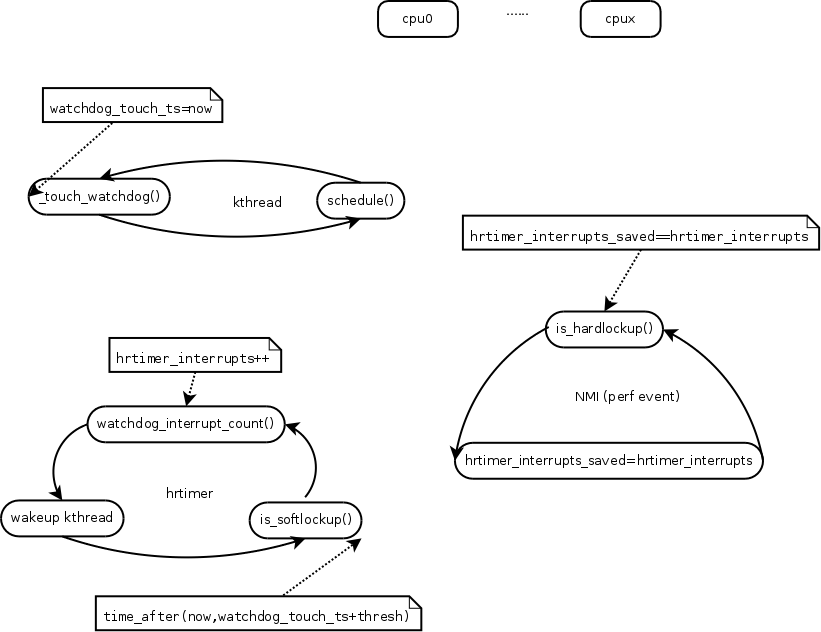 cpu0
......
cpux
watchdog_touch_ts=now
_touch_watchdog()
kthread
schedule()
hrtimer_interrupts_saved==hrtimer_interrupts
is_hardlockup()
NMI (perf event)
hrtimer_interrupts_saved=hrtimer_interrupts
hrtimer_interrupts++
watchdog_interrupt_count()
hrtimer
wakeup kthread
is_softlockup()
time_after(now,watchdog_touch_ts+thresh)